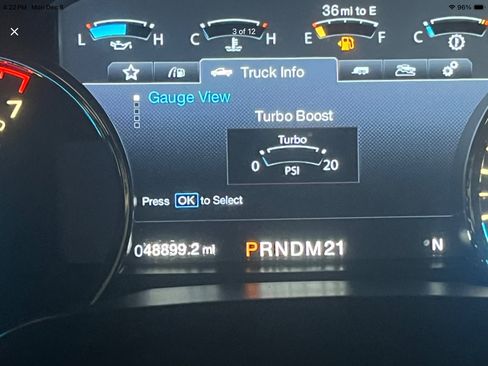 4:22 PM Mon Dec 9
96%
3 of 12
36 mi to E
L H C H E F C
Truck Info
Gauge View
Turbo Boost
Turbo
0 20
PSI
Press OK to Select
7
048899.2 mi PRNDM21 N